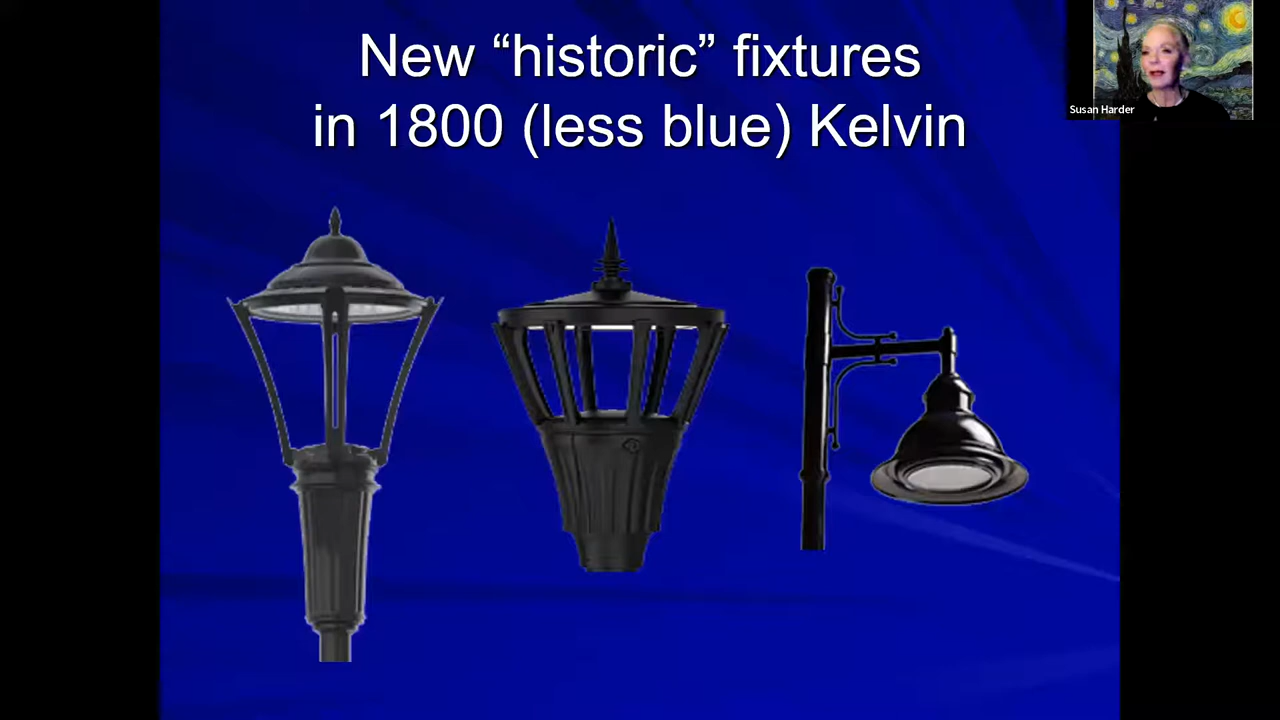 New “historic” fixtures
in 1800 (less blue) Kelvin
Susan Harder